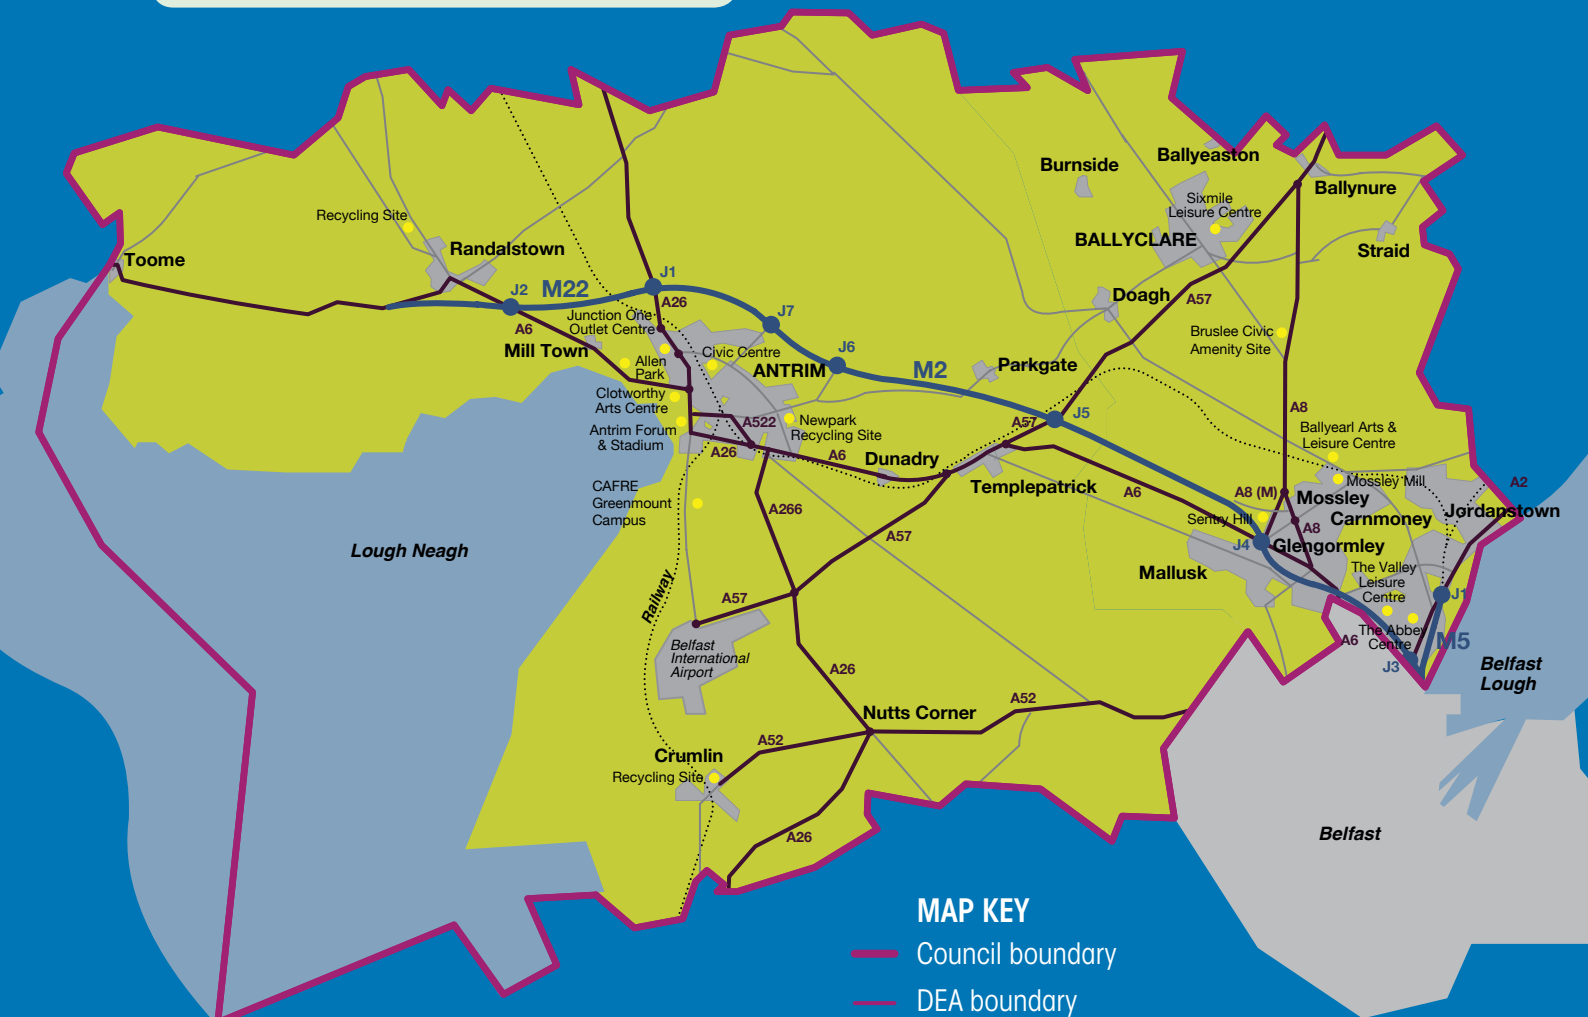 Burnside
Ballyeaston
Ballynure
Sixmile
Leisure Centre
BALLYCLARE
Straid
Recycling Site
Randalstown
Toome
J2
M22
J1
A26
J7
Doagh
A57
Junction One
Outlet Centre
A6
Mill Town
Allen
Park
Civic Centre
ANTRIM
J6
M2
Parkgate
Bruslee Civic
Amenity Site
Clotworthy
Arts Centre
Antrim Forum
& Stadium
A522
Newpark
Recycling Site
A26
A6
Dunadry
A57
J5
A8
Ballyearl Arts &
Leisure Centre
CAFRE
Greenmount
Campus
A266
Templepatrick
A6
A8 (M)
Mossley Mill
Mossley
A2
Sentry Hill
A8
Carnmoney
Jordanstown
Lough Neagh
A57
J4
Glengormley
Mallusk
The Valley
Leisure
Centre
J1
Railway
A57
The Abbey
Centre
A6
J3
M5
Belfast
International
Airport
A26
Belfast
Lough
Nutts Corner
A52
A52
Crumlin
Recycling Site
A26
Belfast
MAP KEY
Council boundary
DEA boundary